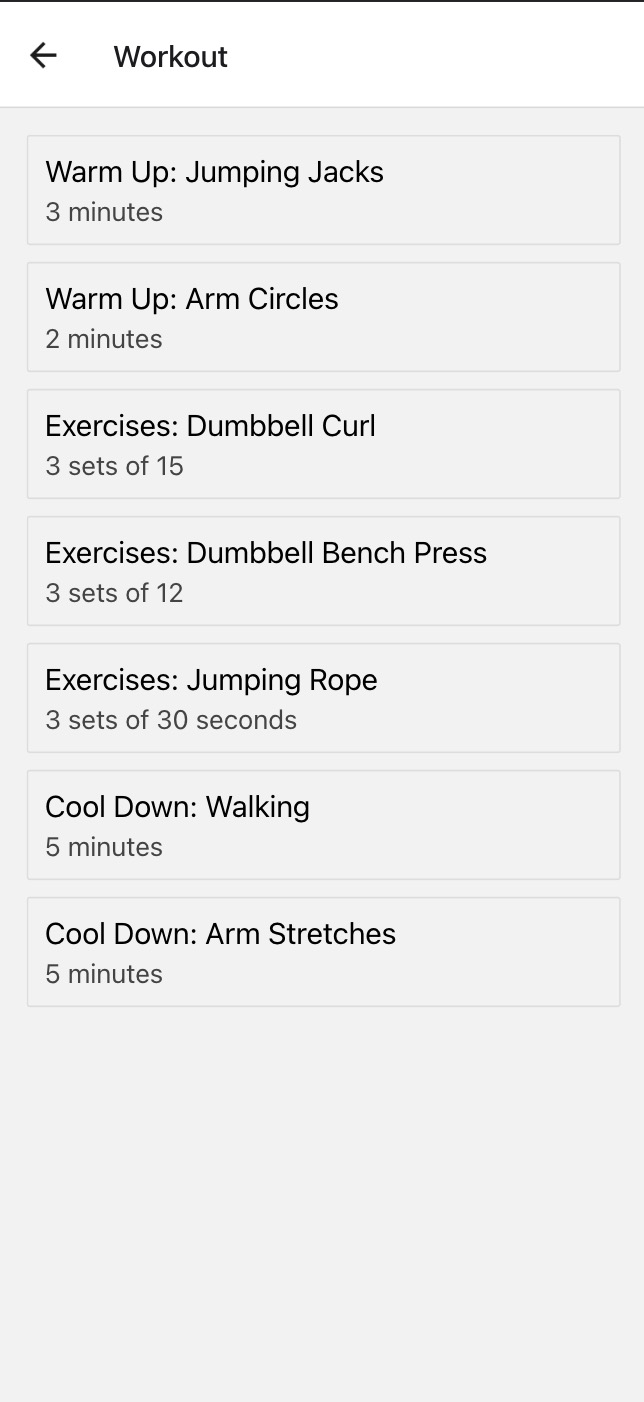 Workout
Warm Up: Jumping Jacks
3 minutes
Warm Up: Arm Circles
2 minutes
Exercises: Dumbbell Curl
3 sets of 15
Exercises: Dumbbell Bench Press
3 sets of 12
Exercises: Jumping Rope
3 sets of 30 seconds
Cool Down: Walking
5 minutes
Cool Down: Arm Stretches
5 minutes